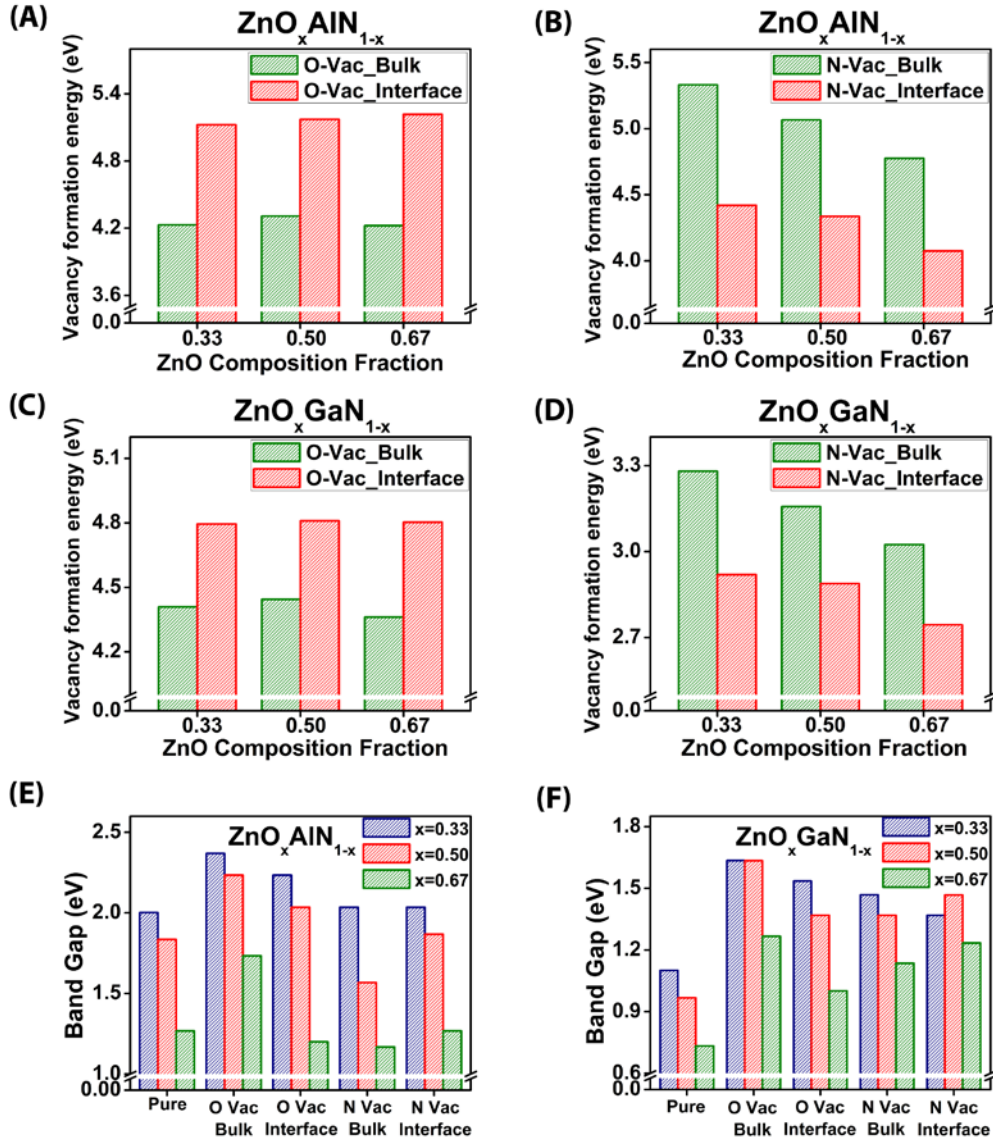 (A)
ZnOxAlN1-x
Vacancy formation energy (eV)
O-Vac_Bulk
O-Vac_Interface
5.4
4.8
4.2
3.6
0.0
0.33 0.50 0.67
ZnO Composition Fraction
(B)
ZnOxAlN1-x
Vacancy formation energy (eV)
N-Vac_Bulk
N-Vac_Interface
5.5
5.0
4.5
4.0
0.0
0.33 0.50 0.67
ZnO Composition Fraction
(C)
ZnOxGaN1-x
Vacancy formation energy (eV)
O-Vac_Bulk
O-Vac_Interface
5.1
4.8
4.5
4.2
0.0
0.33 0.50 0.67
ZnO Composition Fraction
(D)
ZnOxGaN1-x
Vacancy formation energy (eV)
N-Vac_Bulk
N-Vac_Interface
3.3
3.0
2.7
0.0
0.33 0.50 0.67
ZnO Composition Fraction
(E)
ZnOxAlN1-x
x=0.33
x=0.50
x=0.67
Band Gap (eV)
2.5
2.0
1.5
1.0
0.00
Pure O Vac O Vac N Vac N Vac
Bulk Interface Bulk Interface
(F)
ZnOxGaN1-x
x=0.33
x=0.50
x=0.67
Band Gap (eV)
1.8
1.5
1.2
0.9
0.6
0.0
Pure O Vac O Vac N Vac N Vac
Bulk Interface Bulk Interface